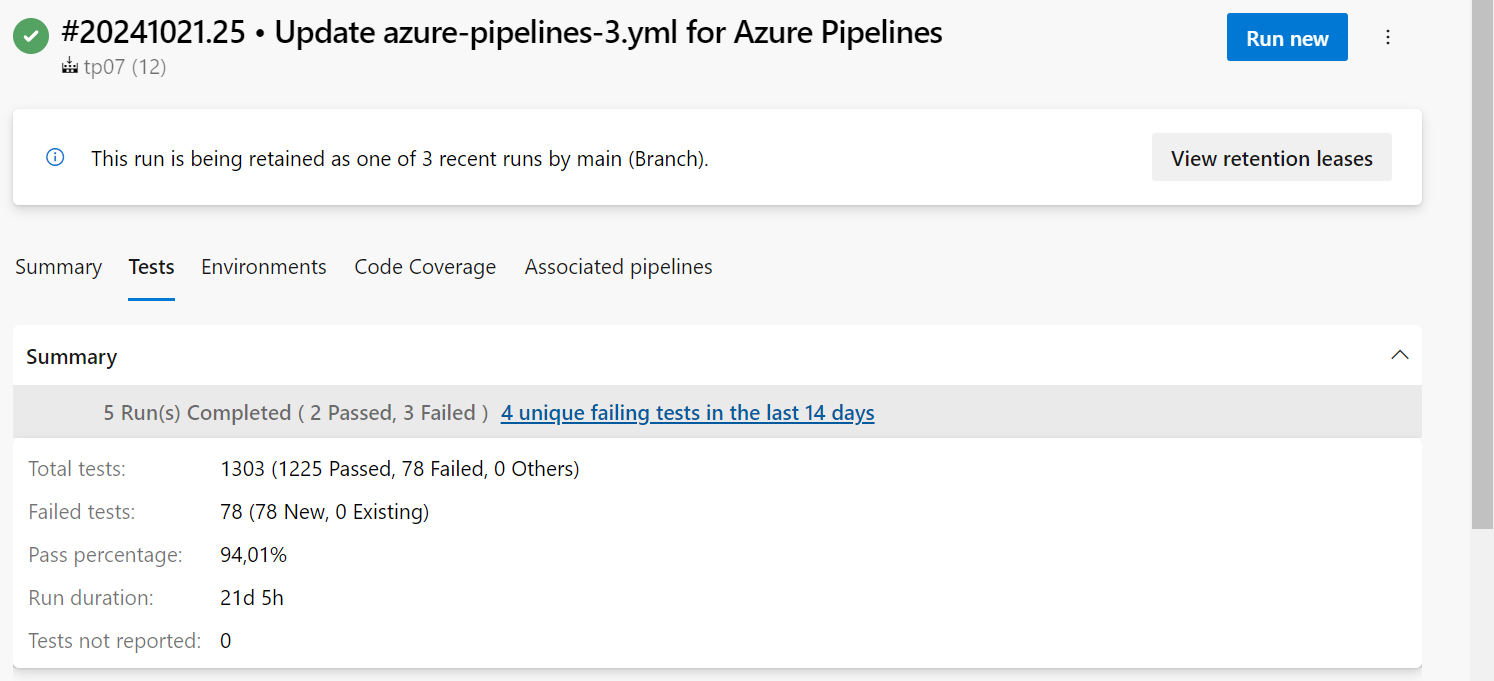 #20241021.25 • Update azure-pipelines-3.yml for Azure Pipelines
Run new
tp07 (12)
This run is being retained as one of 3 recent runs by main (Branch).
View retention leases
Summary Tests Environments Code Coverage Associated pipelines
Summary
5 Run(s) Completed ( 2 Passed, 3 Failed ) 4 unique failing tests in the last 14 days
Total tests: 1303 (1225 Passed, 78 Failed, 0 Others)
Failed tests: 78 (78 New, 0 Existing)
Pass percentage: 94,01%
Run duration: 21d 5h
Tests not reported: 0